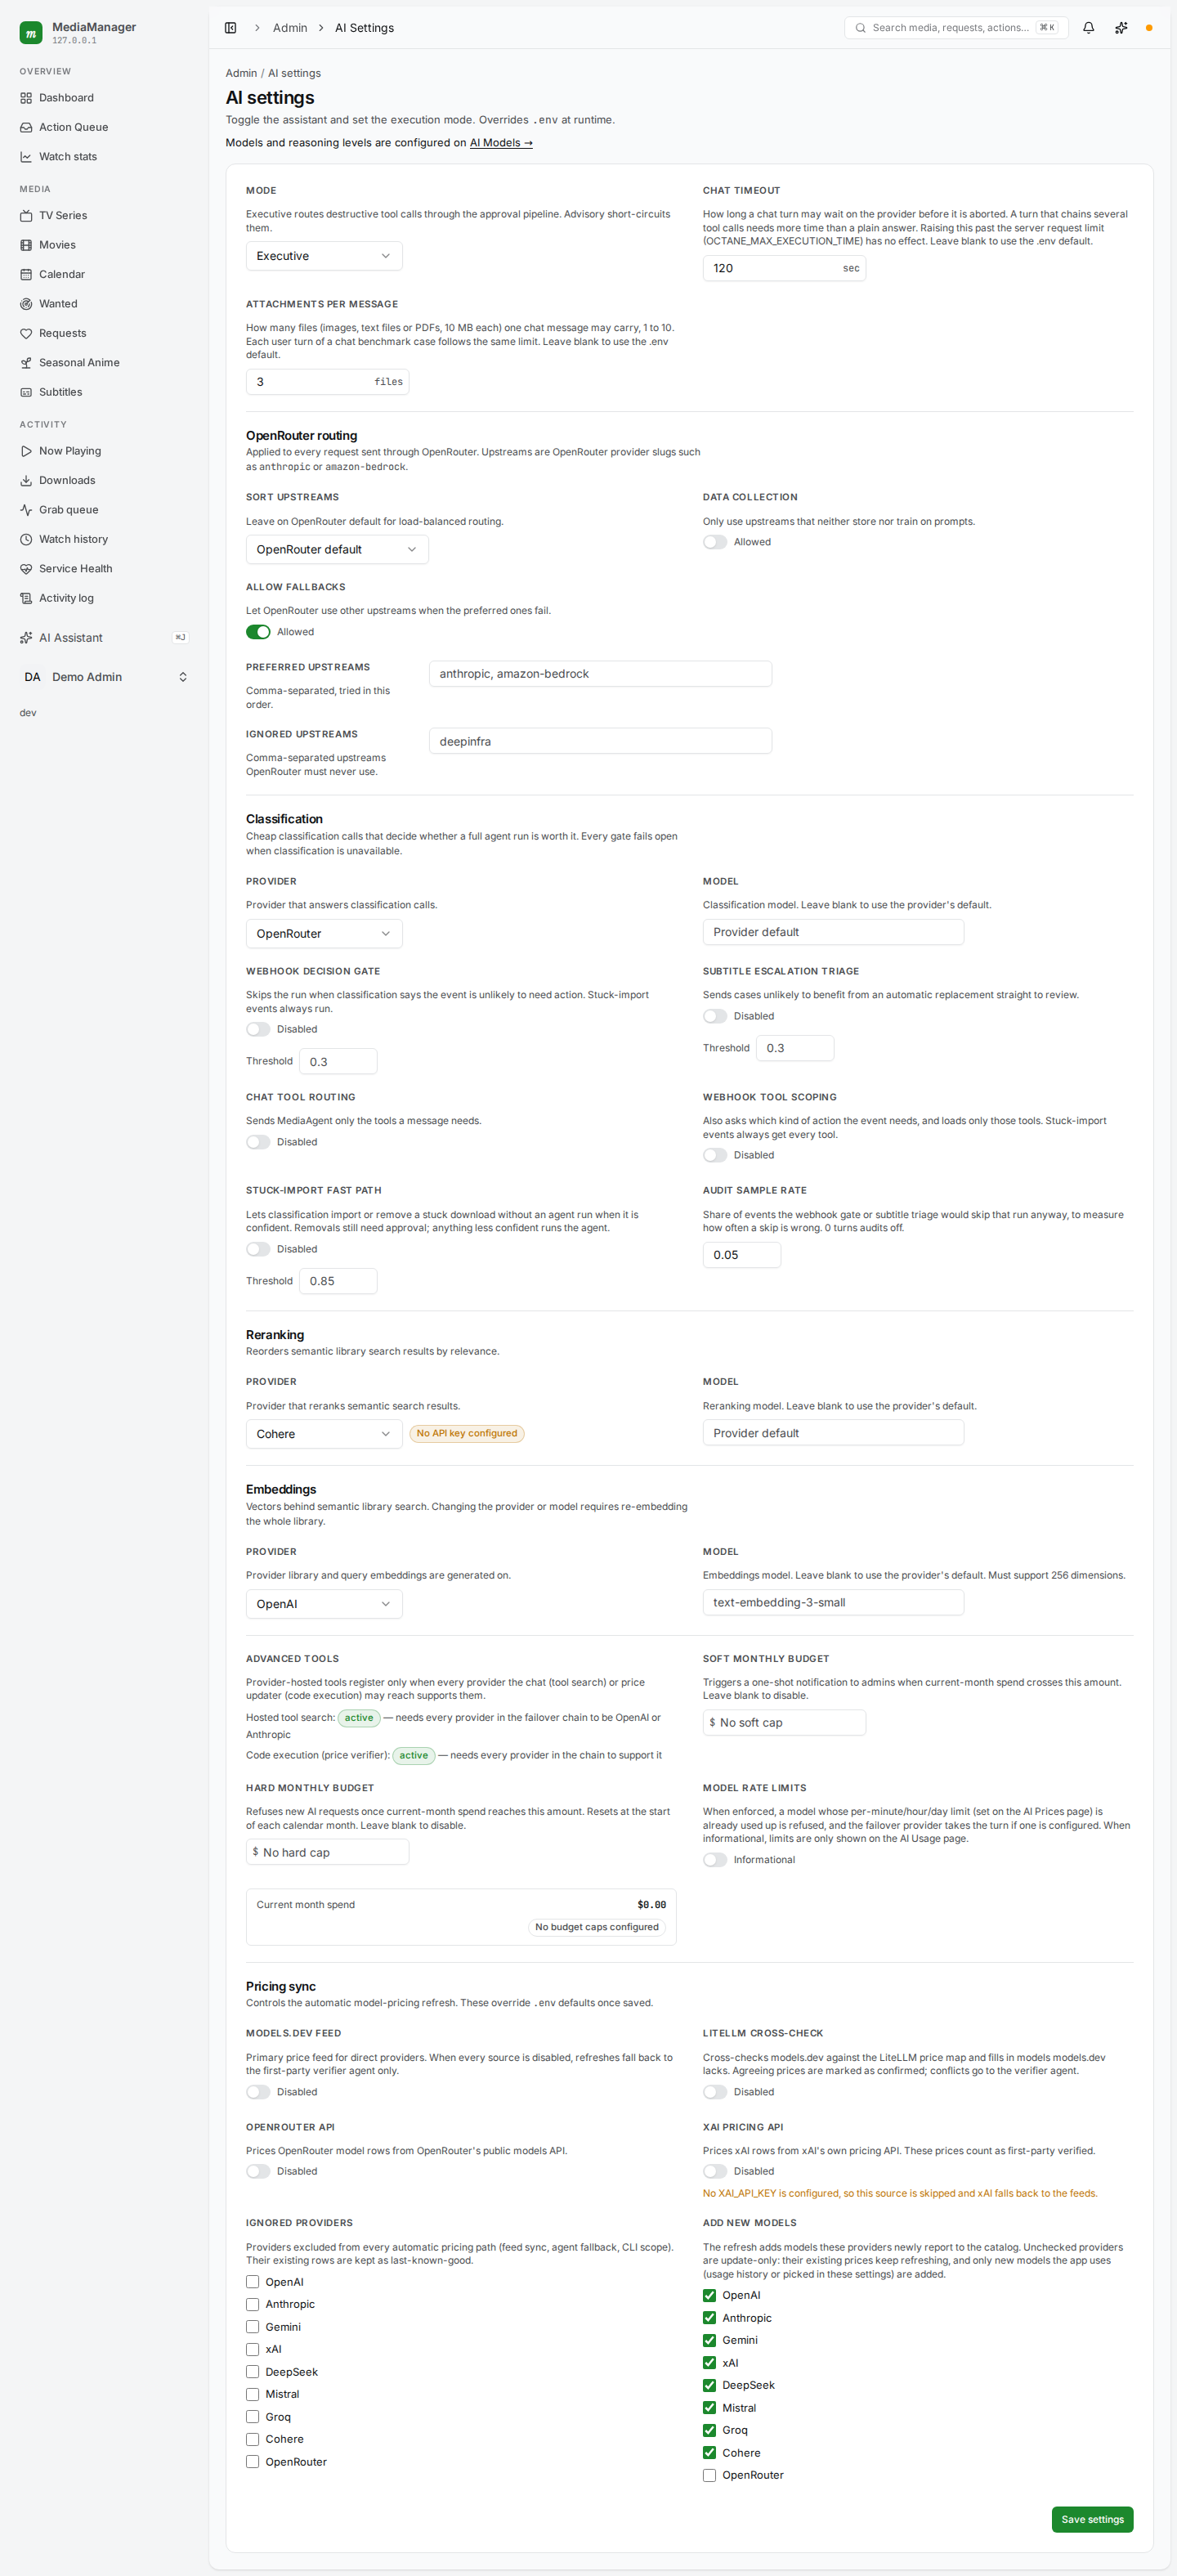 m MediaManager
127.0.0.1
OVERVIEW
Dashboard
Action Queue
Watch stats
MEDIA
TV Series
Movies
Calendar
Wanted
Requests
Seasonal Anime
Subtitles
ACTIVITY
Now Playing
Downloads
Grab queue
Watch history
Service Health
Activity log
AI Assistant ⌘J
DA Demo Admin
dev
Admin > AI Settings
Search media, requests, actions... ⌘K
Admin / AI settings
AI settings
Toggle the assistant and set the execution mode. Overrides .env at runtime.
Models and reasoning levels are configured on AI Models →
MODE
Executive routes destructive tool calls through the approval pipeline. Advisory short-circuits
them.
Executive
CHAT TIMEOUT
How long a chat turn may wait on the provider before it is aborted. A turn that chains several
tool calls needs more time than a plain answer. Raising this past the server request limit
(OCTANE_MAX_EXECUTION_TIME) has no effect. Leave blank to use the .env default.
120 sec
ATTACHMENTS PER MESSAGE
How many files (images, text files or PDFs, 10 MB each) one chat message may carry, 1 to 10.
Each user turn of a chat benchmark case follows the same limit. Leave blank to use the .env
default.
3 files
OpenRouter routing
Applied to every request sent through OpenRouter. Upstreams are OpenRouter provider slugs such
as anthropic or amazon-bedrock.
SORT UPSTREAMS
Leave on OpenRouter default for load-balanced routing.
OpenRouter default
DATA COLLECTION
Only use upstreams that neither store nor train on prompts.
Allowed
ALLOW FALLBACKS
Let OpenRouter use other upstreams when the preferred ones fail.
Allowed
PREFERRED UPSTREAMS
Comma-separated, tried in this
order.
anthropic, amazon-bedrock
IGNORED UPSTREAMS
Comma-separated upstreams
OpenRouter must never use.
deepinfra
Classification
Cheap classification calls that decide whether a full agent run is worth it. Every gate fails open
when classification is unavailable.
PROVIDER
Provider that answers classification calls.
OpenRouter
MODEL
Classification model. Leave blank to use the provider's default.
Provider default
WEBHOOK DECISION GATE
Skips the run when classification says the event is unlikely to need action. Stuck-import
events always run.
Disabled
Threshold 0.3
SUBTITLE ESCALATION TRIAGE
Sends cases unlikely to benefit from an automatic replacement straight to review.
Disabled
Threshold 0.3
CHAT TOOL ROUTING
Sends MediaAgent only the tools a message needs.
Disabled
WEBHOOK TOOL SCOPING
Also asks which kind of action the event needs, and loads only those tools. Stuck-import
events always get every tool.
Disabled
STUCK-IMPORT FAST PATH
Lets classification import or remove a stuck download without an agent run when it is
confident. Removals still need approval; anything less confident runs the agent.
Disabled
Threshold 0.85
AUDIT SAMPLE RATE
Share of events the webhook gate or subtitle triage would skip that run anyway, to measure
how often a skip is wrong. 0 turns audits off.
0.05
Reranking
Reorders semantic library search results by relevance.
PROVIDER
Provider that reranks semantic search results.
Cohere No API key configured
MODEL
Reranking model. Leave blank to use the provider's default.
Provider default
Embeddings
Vectors behind semantic library search. Changing the provider or model requires re-embedding
the whole library.
PROVIDER
Provider library and query embeddings are generated on.
OpenAI
MODEL
Embeddings model. Leave blank to use the provider's default. Must support 256 dimensions.
text-embedding-3-small
ADVANCED TOOLS
Provider-hosted tools register only when every provider the chat (tool search) or price
updater (code execution) may reach supports them.
Hosted tool search: active — needs every provider in the failover chain to be OpenAI or
Anthropic
Code execution (price verifier): active — needs every provider in the chain to support it
SOFT MONTHLY BUDGET
Triggers a one-shot notification to admins when current-month spend crosses this amount.
Leave blank to disable.
$ No soft cap
HARD MONTHLY BUDGET
Refuses new AI requests once current-month spend reaches this amount. Resets at the start
of each calendar month. Leave blank to disable.
$ No hard cap
MODEL RATE LIMITS
When enforced, a model whose per-minute/hour/day limit (set on the AI Prices page) is
already used up is refused, and the failover provider takes the turn if one is configured. When
informational, limits are only shown on the AI Usage page.
Informational
Current month spend $0.00
No budget caps configured
Pricing sync
Controls the automatic model-pricing refresh. These override .env defaults once saved.
MODELS.DEV FEED
Primary price feed for direct providers. When every source is disabled, refreshes fall back to
the first-party verifier agent only.
Disabled
LITELLM CROSS-CHECK
Cross-checks models.dev against the LiteLLM price map and fills in models models.dev
lacks. Agreeing prices are marked as confirmed; conflicts go to the verifier agent.
Disabled
OPENROUTER API
Prices OpenRouter model rows from OpenRouter's public models API.
Disabled
XAI PRICING API
Prices xAI rows from xAI's own pricing API. These prices count as first-party verified.
Disabled
No XAI_API_KEY is configured, so this source is skipped and xAI falls back to the feeds.
IGNORED PROVIDERS
Providers excluded from every automatic pricing path (feed sync, agent fallback, CLI scope).
Their existing rows are kept as last-known-good.
OpenAI
Anthropic
Gemini
xAI
DeepSeek
Mistral
Groq
Cohere
OpenRouter
ADD NEW MODELS
The refresh adds models these providers newly report to the catalog. Unchecked providers
are update-only: their existing prices keep refreshing, and only new models the app uses
(usage history or picked in these settings) are added.
OpenAI
Anthropic
Gemini
xAI
DeepSeek
Mistral
Groq
Cohere
OpenRouter
Save settings